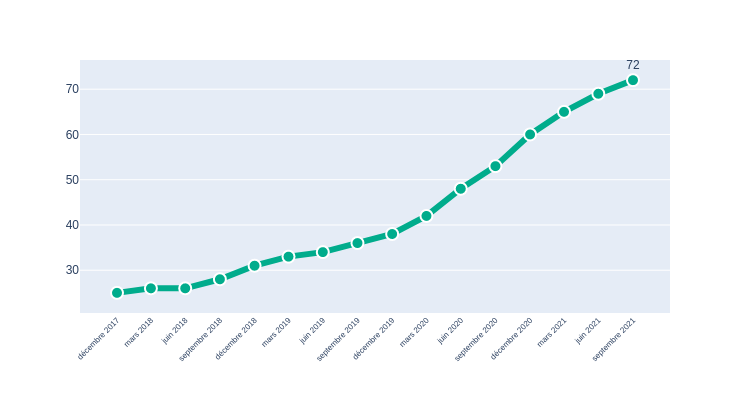 72
70
60
50
40
30
décembre 2017
mars 2018
juin 2018
septembre 2018
décembre 2018
mars 2019
juin 2019
septembre 2019
décembre 2019
mars 2020
juin 2020
septembre 2020
décembre 2020
mars 2021
juin 2021
septembre 2021